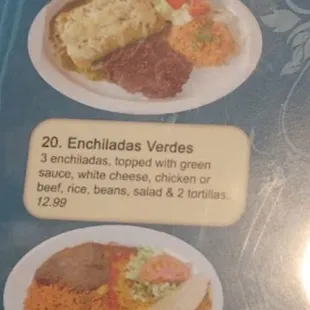 20. Enchiladas Verdes
3 enchiladas, topped with green
sauce, white cheese, chicken or
beef, rice, beans, salad & 2 tortillas.
12.99